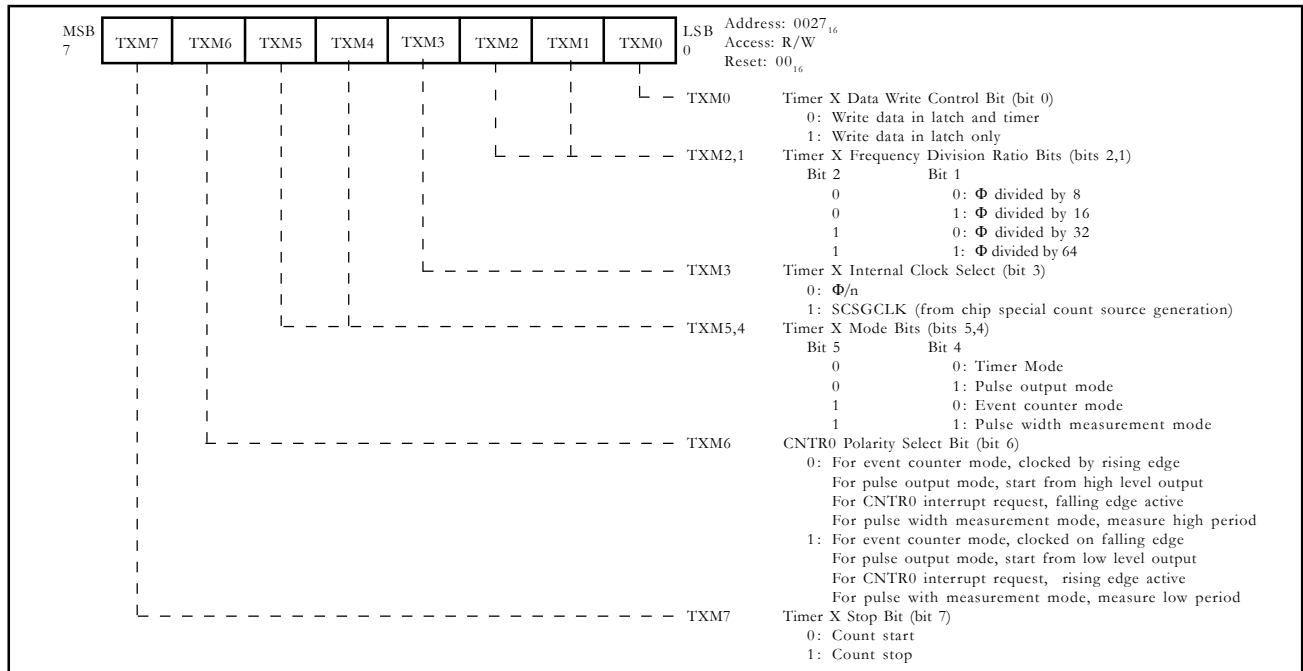 MSB
7
TXM7 TXM6 TXM5 TXM4 TXM3 TXM2 TXM1 TXM0
LSB
0
Address: 0027₁₆
Access: R/W
Reset: 00₁₆
TXM0 Timer X Data Write Control Bit (bit 0)
0: Write data in latch and timer
1: Write data in latch only
TXM2,1 Timer X Frequency Division Ratio Bits (bits 2,1)
Bit 2 Bit 1
0 0: Φ divided by 8
0 1: Φ divided by 16
1 0: Φ divided by 32
1 1: Φ divided by 64
TXM3 Timer X Internal Clock Select (bit 3)
0: Φ/n
1: SCSGCLK (from chip special count source generation)
TXM5,4 Timer X Mode Bits (bits 5,4)
Bit 5 Bit 4
0 0: Timer Mode
0 1: Pulse output mode
1 0: Event counter mode
1 1: Pulse width measurement mode
TXM6 CNTR0 Polarity Select Bit (bit 6)
0: For event counter mode, clocked by rising edge
For pulse output mode, start from high level output
For CNTR0 interrupt request, falling edge active
For pulse width measurement mode, measure high period
1: For event counter mode, clocked on falling edge
For pulse output mode, start from low level output
For CNTR0 interrupt request, rising edge active
For pulse with measurement mode, measure low period
TXM7 Timer X Stop Bit (bit 7)
0: Count start
1: Count stop